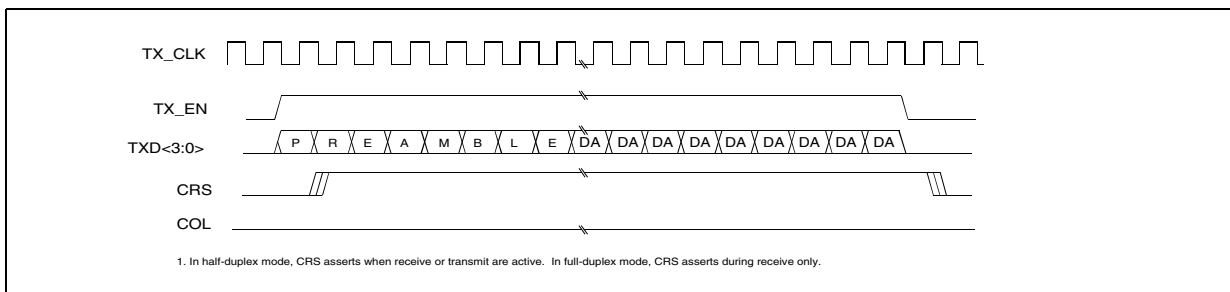 TX_CLK
TX_EN
TXD<3:0>
P R E A M B L E DA DA DA DA DA DA DA DA DA
CRS
COL
1. In half-duplex mode, CRS asserts when receive or transmit are active. In full-duplex mode, CRS asserts during receive only.